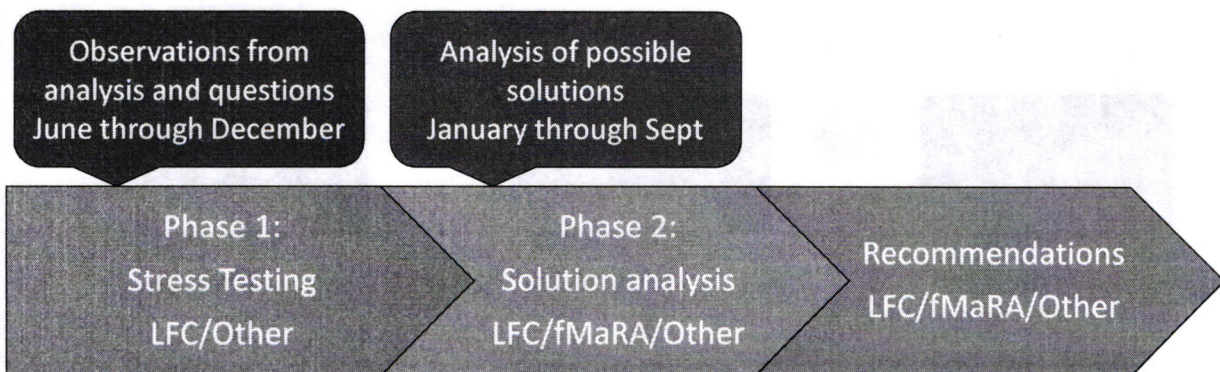 Observations from
analysis and questions
June through December
Analysis of possible
solutions
January through Sept
Phase 1:
Stress Testing
LFC/Other
Phase 2:
Solution analysis
LFC/fMaRA/Other
Recommendations
LFC/fMaRA/Other